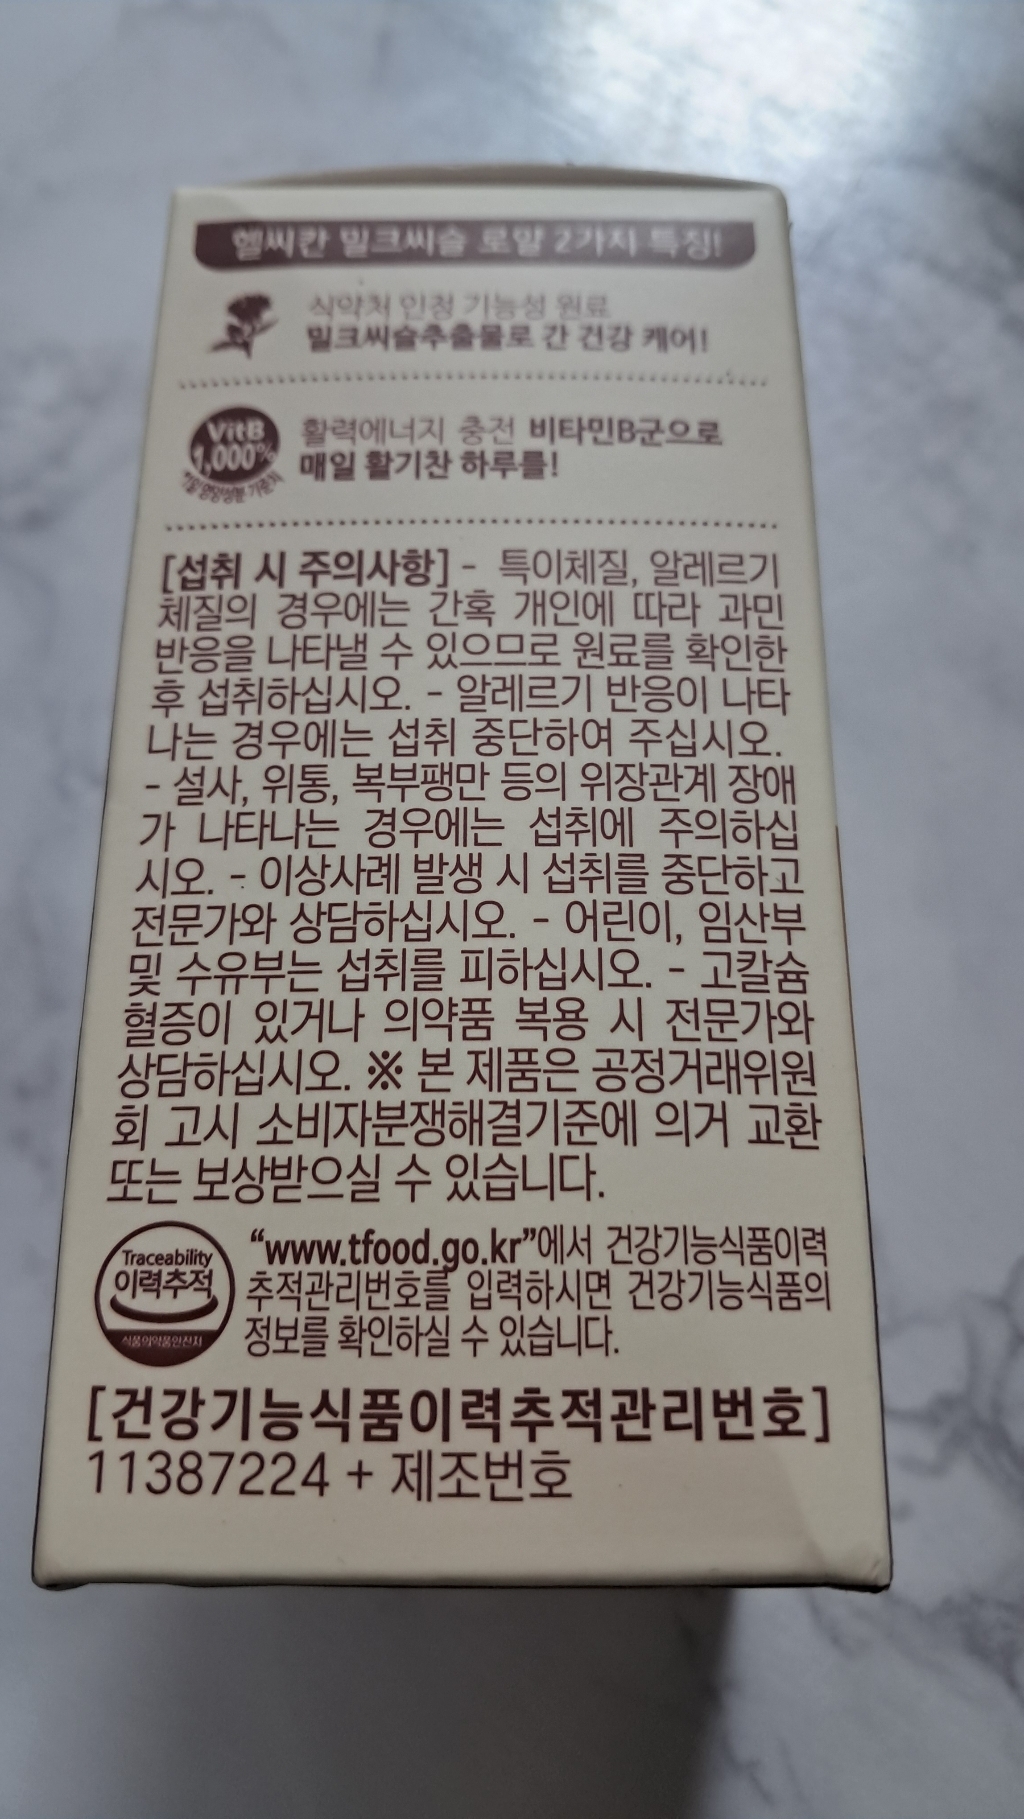 헬씨칸 밀크씨슬 로얄 2가지 특징!
식약처 인정 기능성 원료
밀크씨슬추출물로 간 건강 케어!
VitB
1,000%
*1일 영양성분 기준치
활력에너지 충전 비타민B군으로
매일 활기찬 하루를!
[섭취 시 주의사항] - 특이체질, 알레르기
체질의 경우에는 간혹 개인에 따라 과민
반응을 나타낼 수 있으므로 원료를 확인한
후 섭취하십시오. - 알레르기 반응이 나타
나는 경우에는 섭취 중단하여 주십시오.
- 설사, 위통, 복부팽만 등의 위장관계 장애
가 나타나는 경우에는 섭취에 주의하십
시오. - 이상사례 발생 시 섭취를 중단하고
전문가와 상담하십시오. - 어린이, 임산부
및 수유부는 섭취를 피하십시오. - 고칼슘
혈증이 있거나 의약품 복용 시 전문가와
상담하십시오. ※ 본 제품은 공정거래위원
회 고시 소비자분쟁해결기준에 의거 교환
또는 보상받으실 수 있습니다.
Traceability
이력추적
식품의약품안전처
“www.tfood.go.kr”에서 건강기능식품이력
추적관리번호를 입력하시면 건강기능식품의
정보를 확인하실 수 있습니다.
[건강기능식품이력추적관리번호]
11387224 + 제조번호